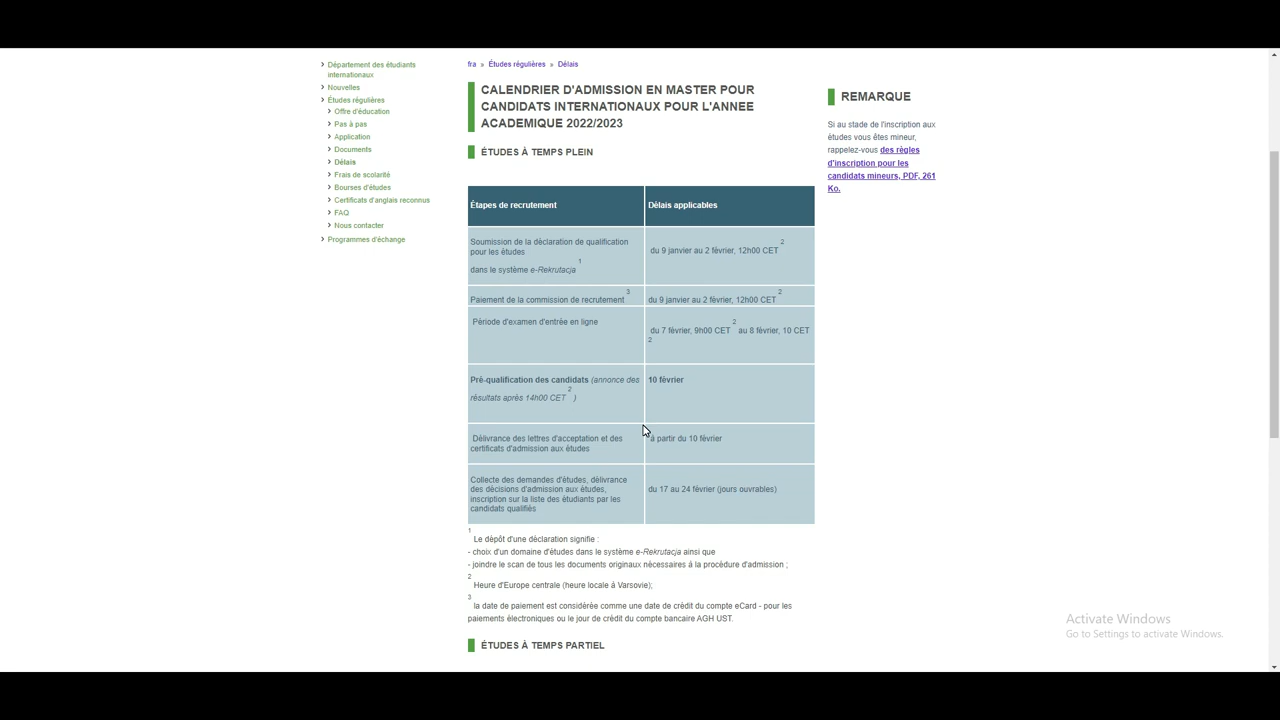 Département des étudiants
internationaux
Nouvelles
Études régulières
Offre d'éducation
Pas à pas
Application
Documents
Délais
Frais de scolarité
Bourses d'études
Certificats d'anglais reconnus
FAQ
Nous contacter
Programmes d'échange
fra » Études régulières » Délais
CALENDRIER D'ADMISSION EN MASTER POUR
CANDIDATS INTERNATIONAUX POUR L'ANNEE
ACADEMIQUE 2022/2023
ÉTUDES À TEMPS PLEIN
Étapes de recrutement Délais applicables
Soumission de la déclaration de qualification
pour les études
dans le système e-Rekrutacja 1
du 9 janvier au 2 février, 12h00 CET 2
Paiement de la commission de recrutement 3
du 9 janvier au 2 février, 12h00 CET 2
Période d'examen d'entrée en ligne
du 7 février, 9h00 CET 2 au 8 février, 10 CET
2
Pré-qualification des candidats (annonce des
résultats après 14h00 CET 2 )
10 février
Délivrance des lettres d'acceptation et des
certificats d'admission aux études
à partir du 10 février
Collecte des demandes d'études, délivrance
des décisions d'admission aux études,
inscription sur la liste des étudiants par les
candidats qualifiés
du 17 au 24 février (jours ouvrables)
1
Le dépôt d'une déclaration signifie :
- choix d'un domaine d'études dans le système e-Rekrutacja ainsi que
- joindre le scan de tous les documents originaux nécessaires à la procédure d'admission ;
2
Heure d'Europe centrale (heure locale à Varsovie);
3
la date de paiement est considérée comme une date de crédit du compte eCard - pour les
paiements électroniques ou le jour de crédit du compte bancaire AGH UST.
ÉTUDES À TEMPS PARTIEL
REMARQUE
Si au stade de l'inscription aux
études vous êtes mineur,
rappelez-vous des règles
d'inscription pour les
candidats mineurs, PDF, 261
Ko.
Activate Windows
Go to Settings to activate Windows.